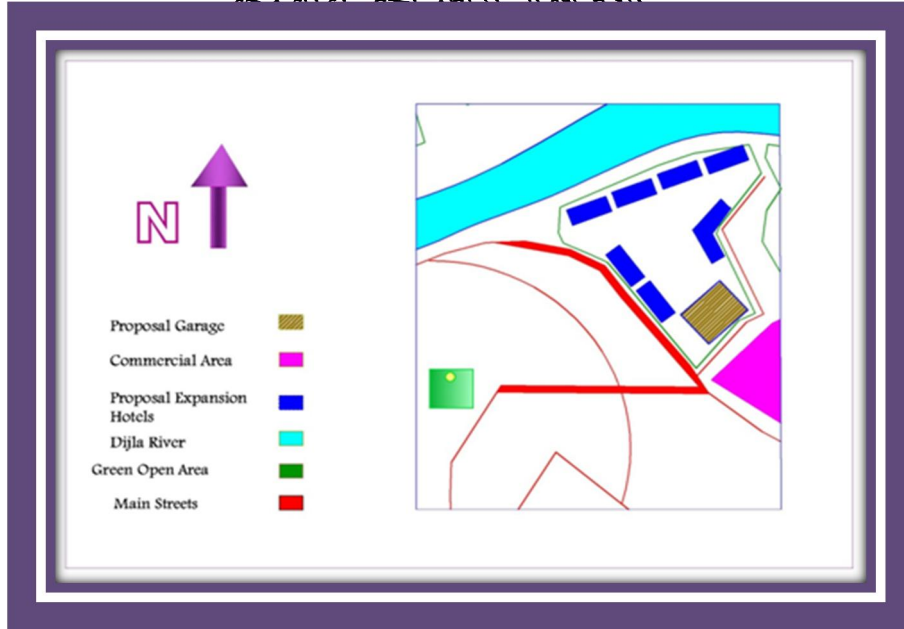 N
Proposal Garage
Commercial Area
Proposal Expansion
Hotels
Dijla River
Green Open Area
Main Streets